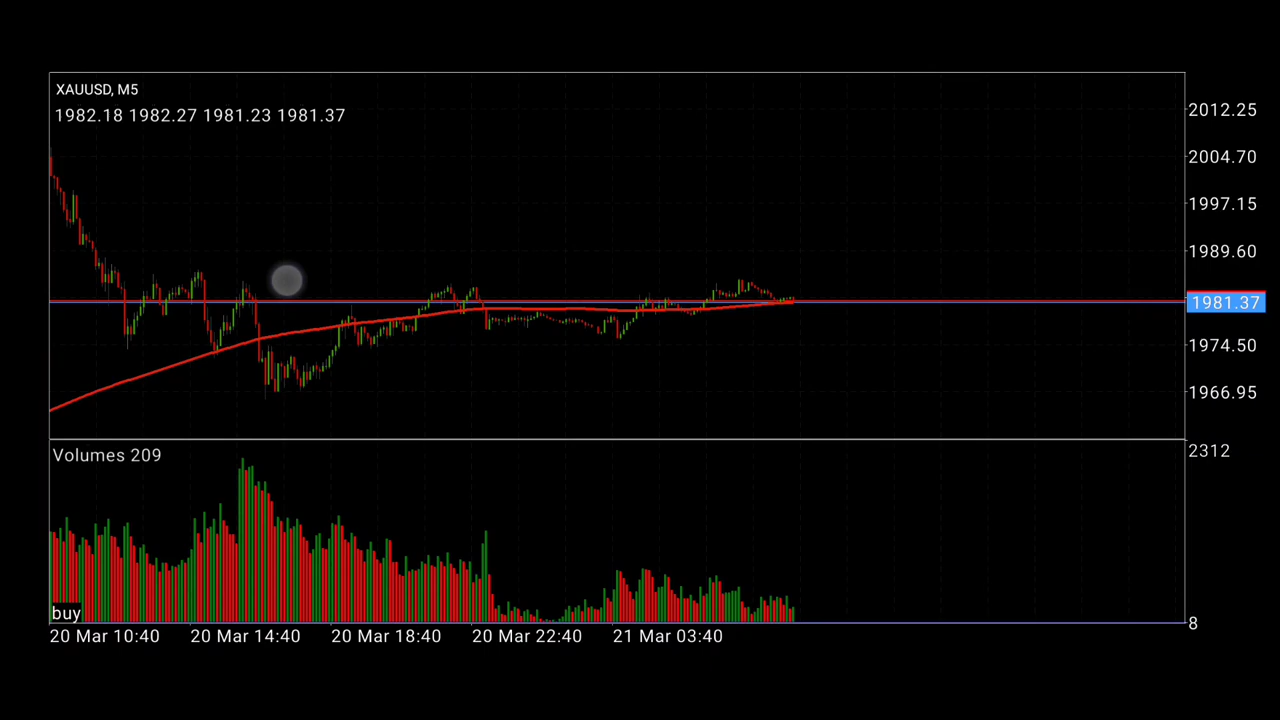 XAUUSD, M5
1982.18 1982.27 1981.23 1981.37
2012.25
2004.70
1997.15
1989.60
1981.37
1974.50
1966.95
Volumes 209
2312
buy
8
20 Mar 10:40 20 Mar 14:40 20 Mar 18:40 20 Mar 22:40 21 Mar 03:40